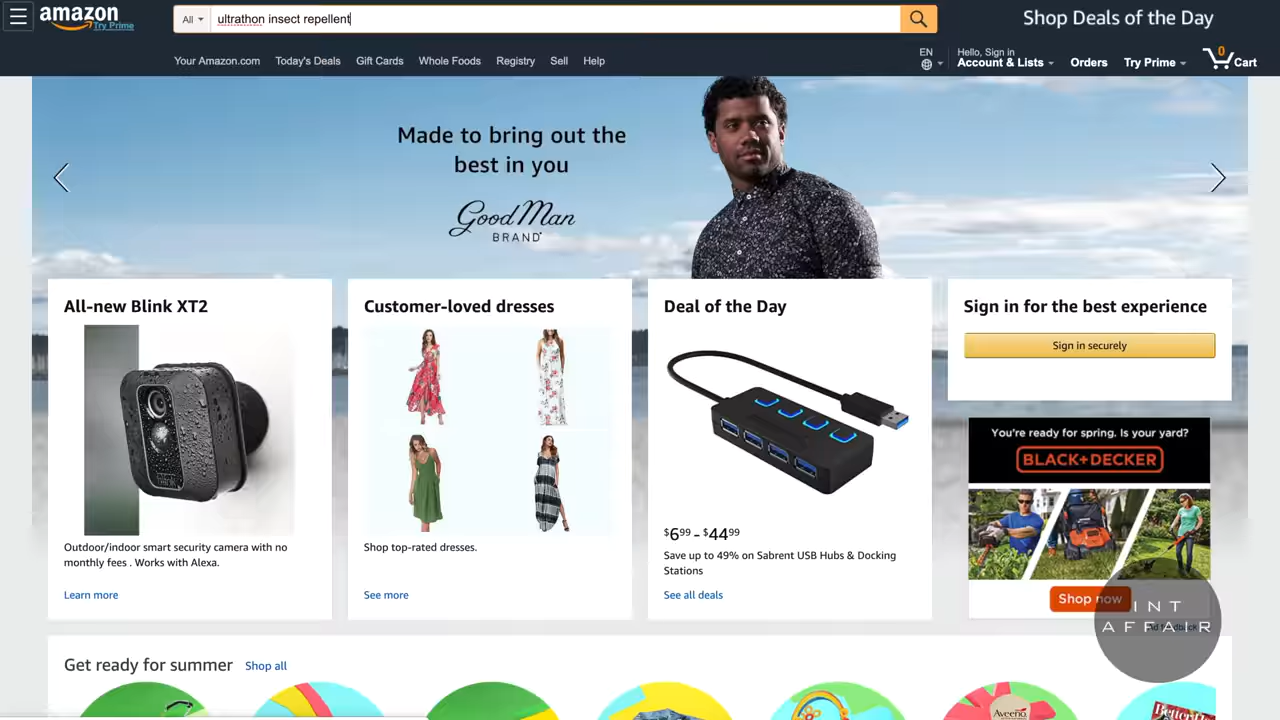 amazon
Try Prime
All
ultrathon insect repellent
Shop Deals of the Day
Your Amazon.com
Today's Deals
Gift Cards
Whole Foods
Registry
Sell
Help
EN
Hello, Sign in
Account & Lists
Orders
Try Prime
0
Cart
Made to bring out the
best in you
Good Man
BRAND
All-new Blink XT2
Outdoor/indoor smart security camera with no
monthly fees . Works with Alexa.
Learn more
Customer-loved dresses
Shop top-rated dresses.
See more
Deal of the Day
$699 - $4499
Save up to 49% on Sabrent USB Hubs & Docking
Stations
See all deals
Sign in for the best experience
Sign in securely
You're ready for spring. Is your yard?
BLACK+DECKER
Shop now
INT
AFFAIR
Get ready for summer
Shop all
Aveeno